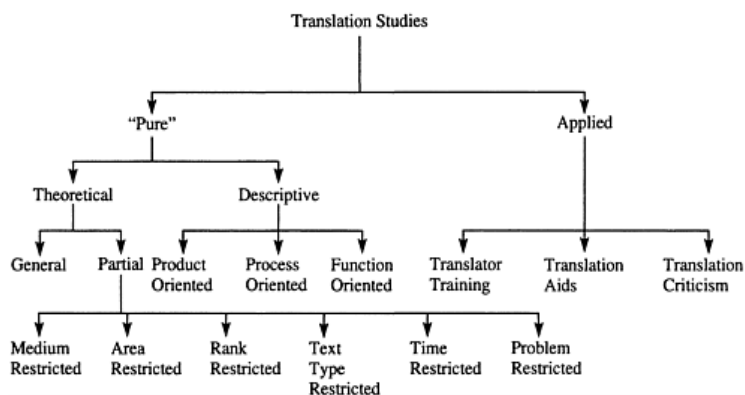 Translation Studies
“Pure”
Applied
Theoretical
Descriptive
General
Partial
Product
Oriented
Process
Oriented
Function
Oriented
Translator
Training
Translation
Aids
Translation
Criticism
Medium
Restricted
Area
Restricted
Rank
Restricted
Text
Type
Restricted
Time
Restricted
Problem
Restricted